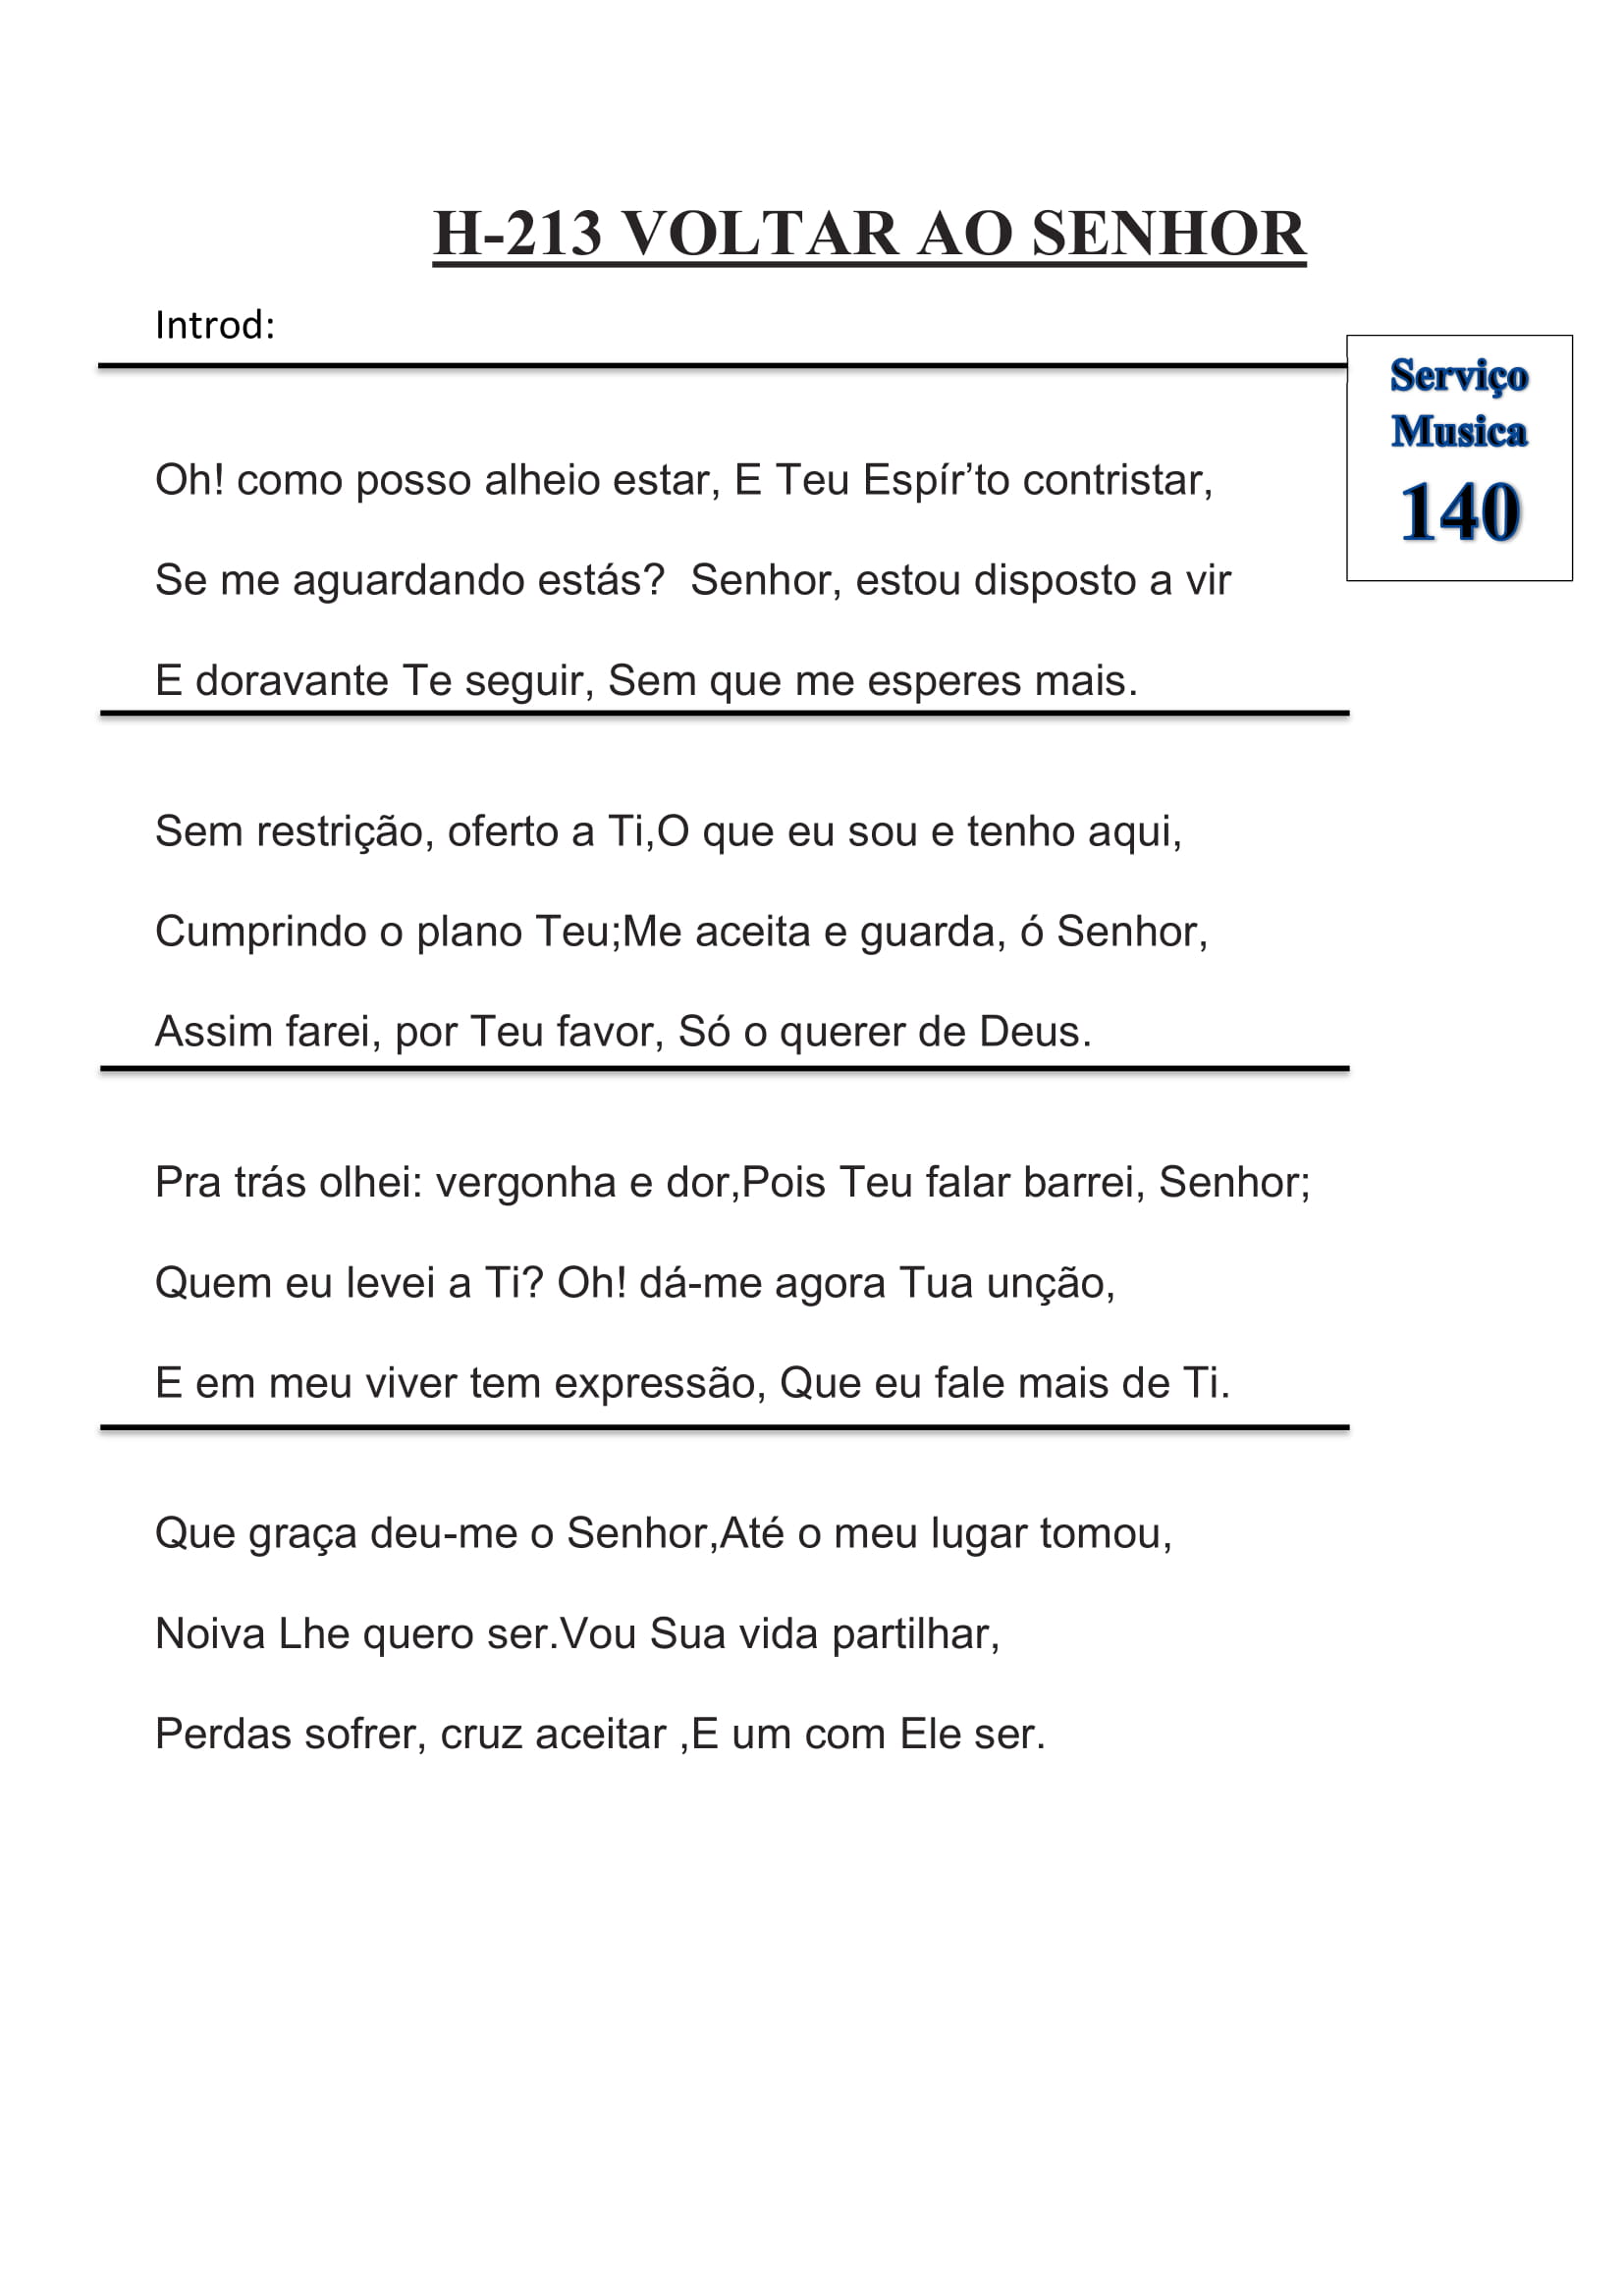 H-213 VOLTAR AO SENHOR
Introd:
Serviço
Musica
140
Oh! como posso alheio estar, E Teu Espír’to contristar,
Se me aguardando estás?  Senhor, estou disposto a vir
E doravante Te seguir, Sem que me esperes mais.
Sem restrição, oferto a Ti,O que eu sou e tenho aqui,
Cumprindo o plano Teu;Me aceita e guarda, ó Senhor,
Assim farei, por Teu favor, Só o querer de Deus.
Pra trás olhei: vergonha e dor,Pois Teu falar barrei, Senhor;
Quem eu levei a Ti? Oh! dá-me agora Tua unção,
E em meu viver tem expressão, Que eu fale mais de Ti.
Que graça deu-me o Senhor,Até o meu lugar tomou,
Noiva Lhe quero ser.Vou Sua vida partilhar,
Perdas sofrer, cruz aceitar ,E um com Ele ser.